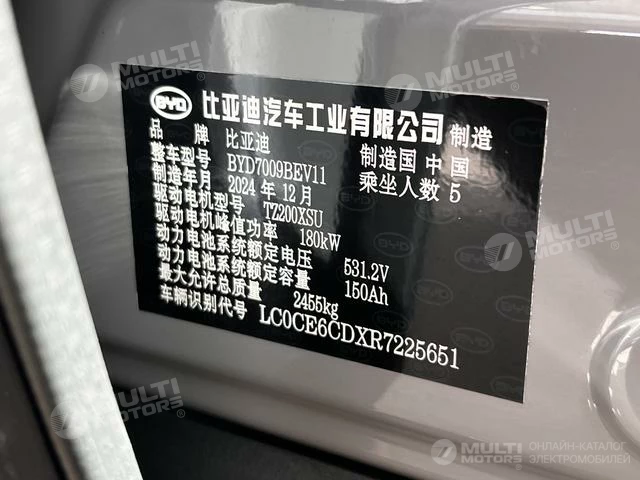 BYD 比亚迪汽车工业有限公司 制造
品 牌 比亚迪 制造国 中 国
整车型号 BYD7009BEV11 乘坐人数 5
制造年月 2024 年 12 月
驱动电机型号 TZ200XSU
驱动电机峰值功率 180kW
动力电池系统额定电压 531.2V
动力电池系统额定容量 150Ah
最大允许总质量 2455kg
车辆识别代号 LC0CE6CDXR7225651
MULTI MOTORS®
MULTI MOTORS®
MULTI MOTORS®
MULTI MOTORS®
MULTI MOTORS®
ОНЛАЙН-КАТАЛОГ ЭЛЕКТРОМОБИЛЕЙ